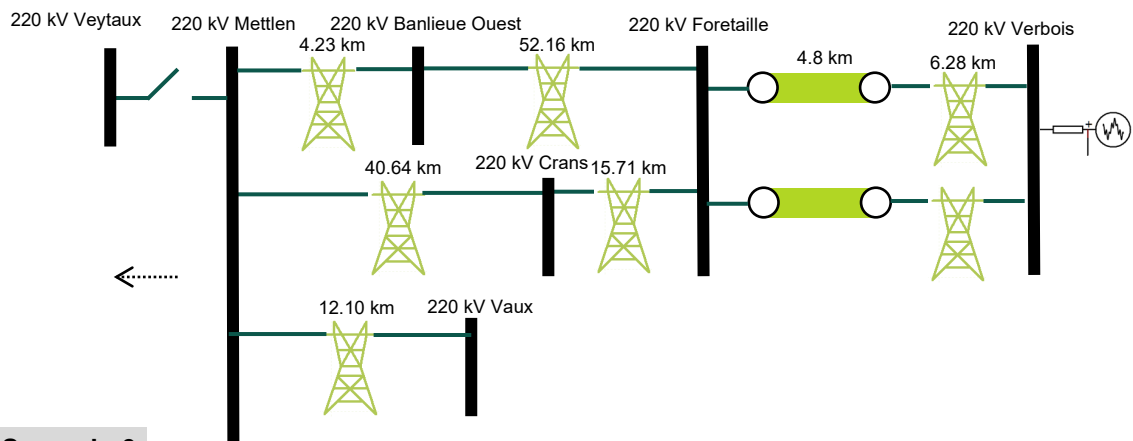 220 kV Veytaux
220 kV Mettlen
220 kV Banlieue Ouest
220 kV Foretaille
220 kV Verbois
4.23 km
52.16 km
4.8 km
6.28 km
+
40.64 km
220 kV Crans
15.71 km
12.10 km
220 kV Vaux